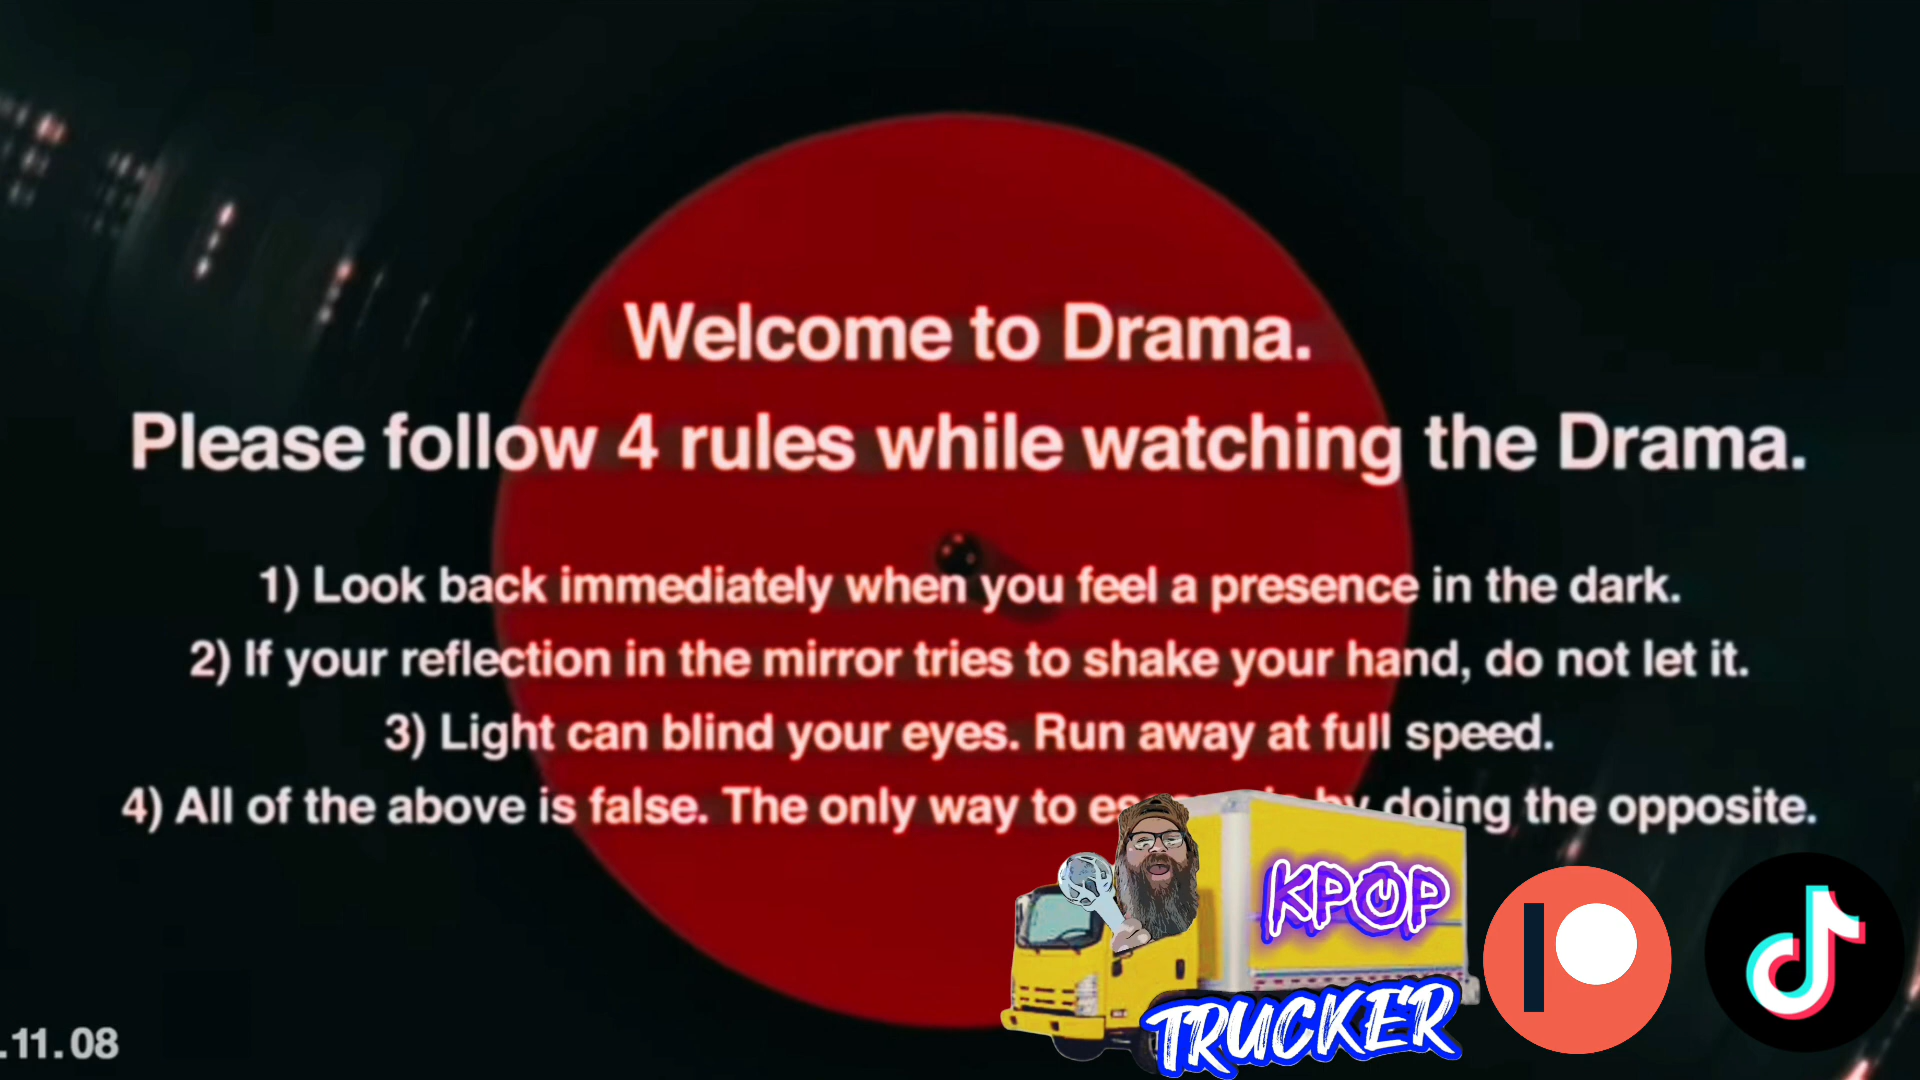 Welcome to Drama.
Please follow 4 rules while watching the Drama.
1) Look back immediately when you feel a presence in the dark.
2) If your reflection in the mirror tries to shake your hand, do not let it.
3) Light can blind your eyes. Run away at full speed.
4) All of the above is false. The only way to by doing the opposite.
KPOP
TRUCKER
.11.08